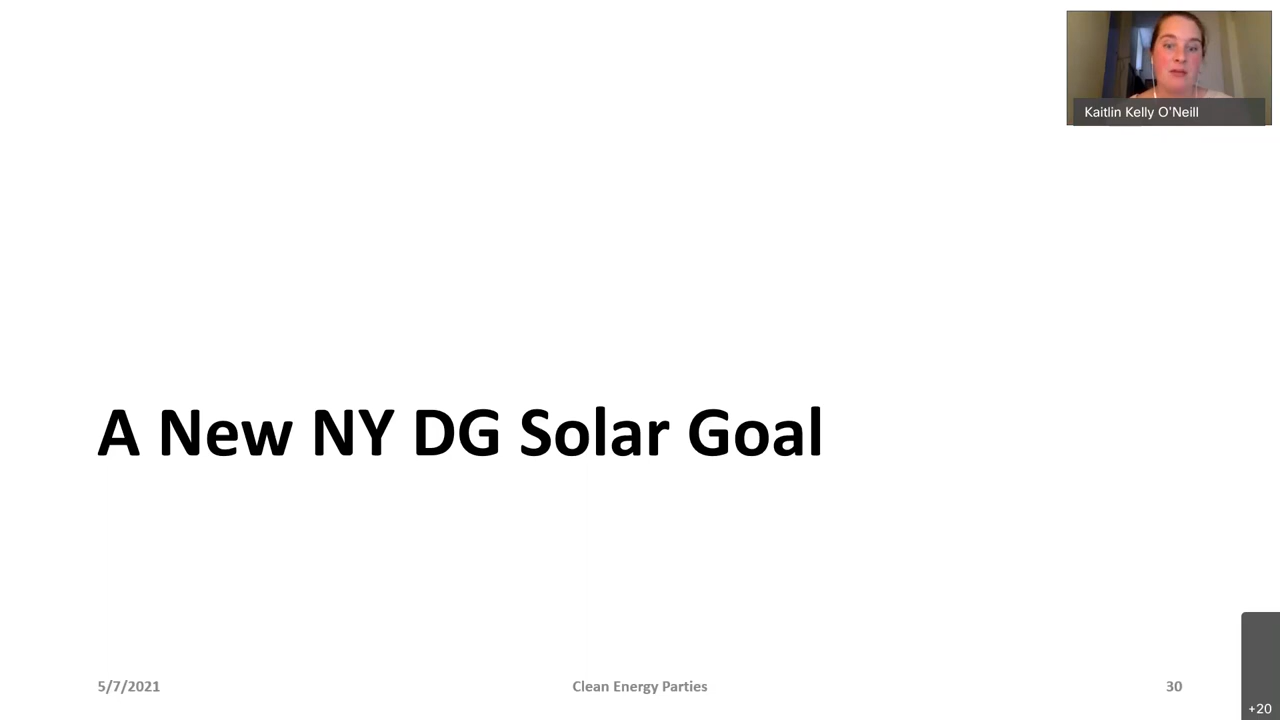 Kaitlin Kelly O'Neill
A New NY DG Solar Goal
5/7/2021
Clean Energy Parties
30
+20